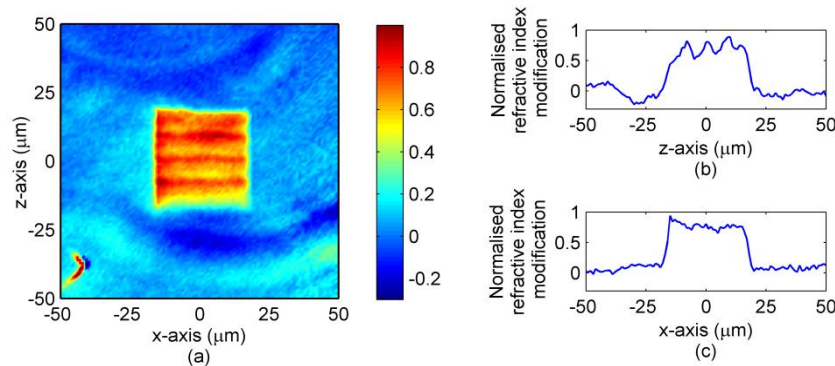 50
25
0
-25
-50
z-axis (μm)
-50 -25 0 25 50
x-axis (μm)
(a)
0.8
0.6
0.4
0.2
0
-0.2
Normalised
refractive index
modification
1
0.5
0
-50 -25 0 25 50
z-axis (μm)
(b)
Normalised
refractive index
modification
1
0.5
0
-50 -25 0 25 50
x-axis (μm)
(c)